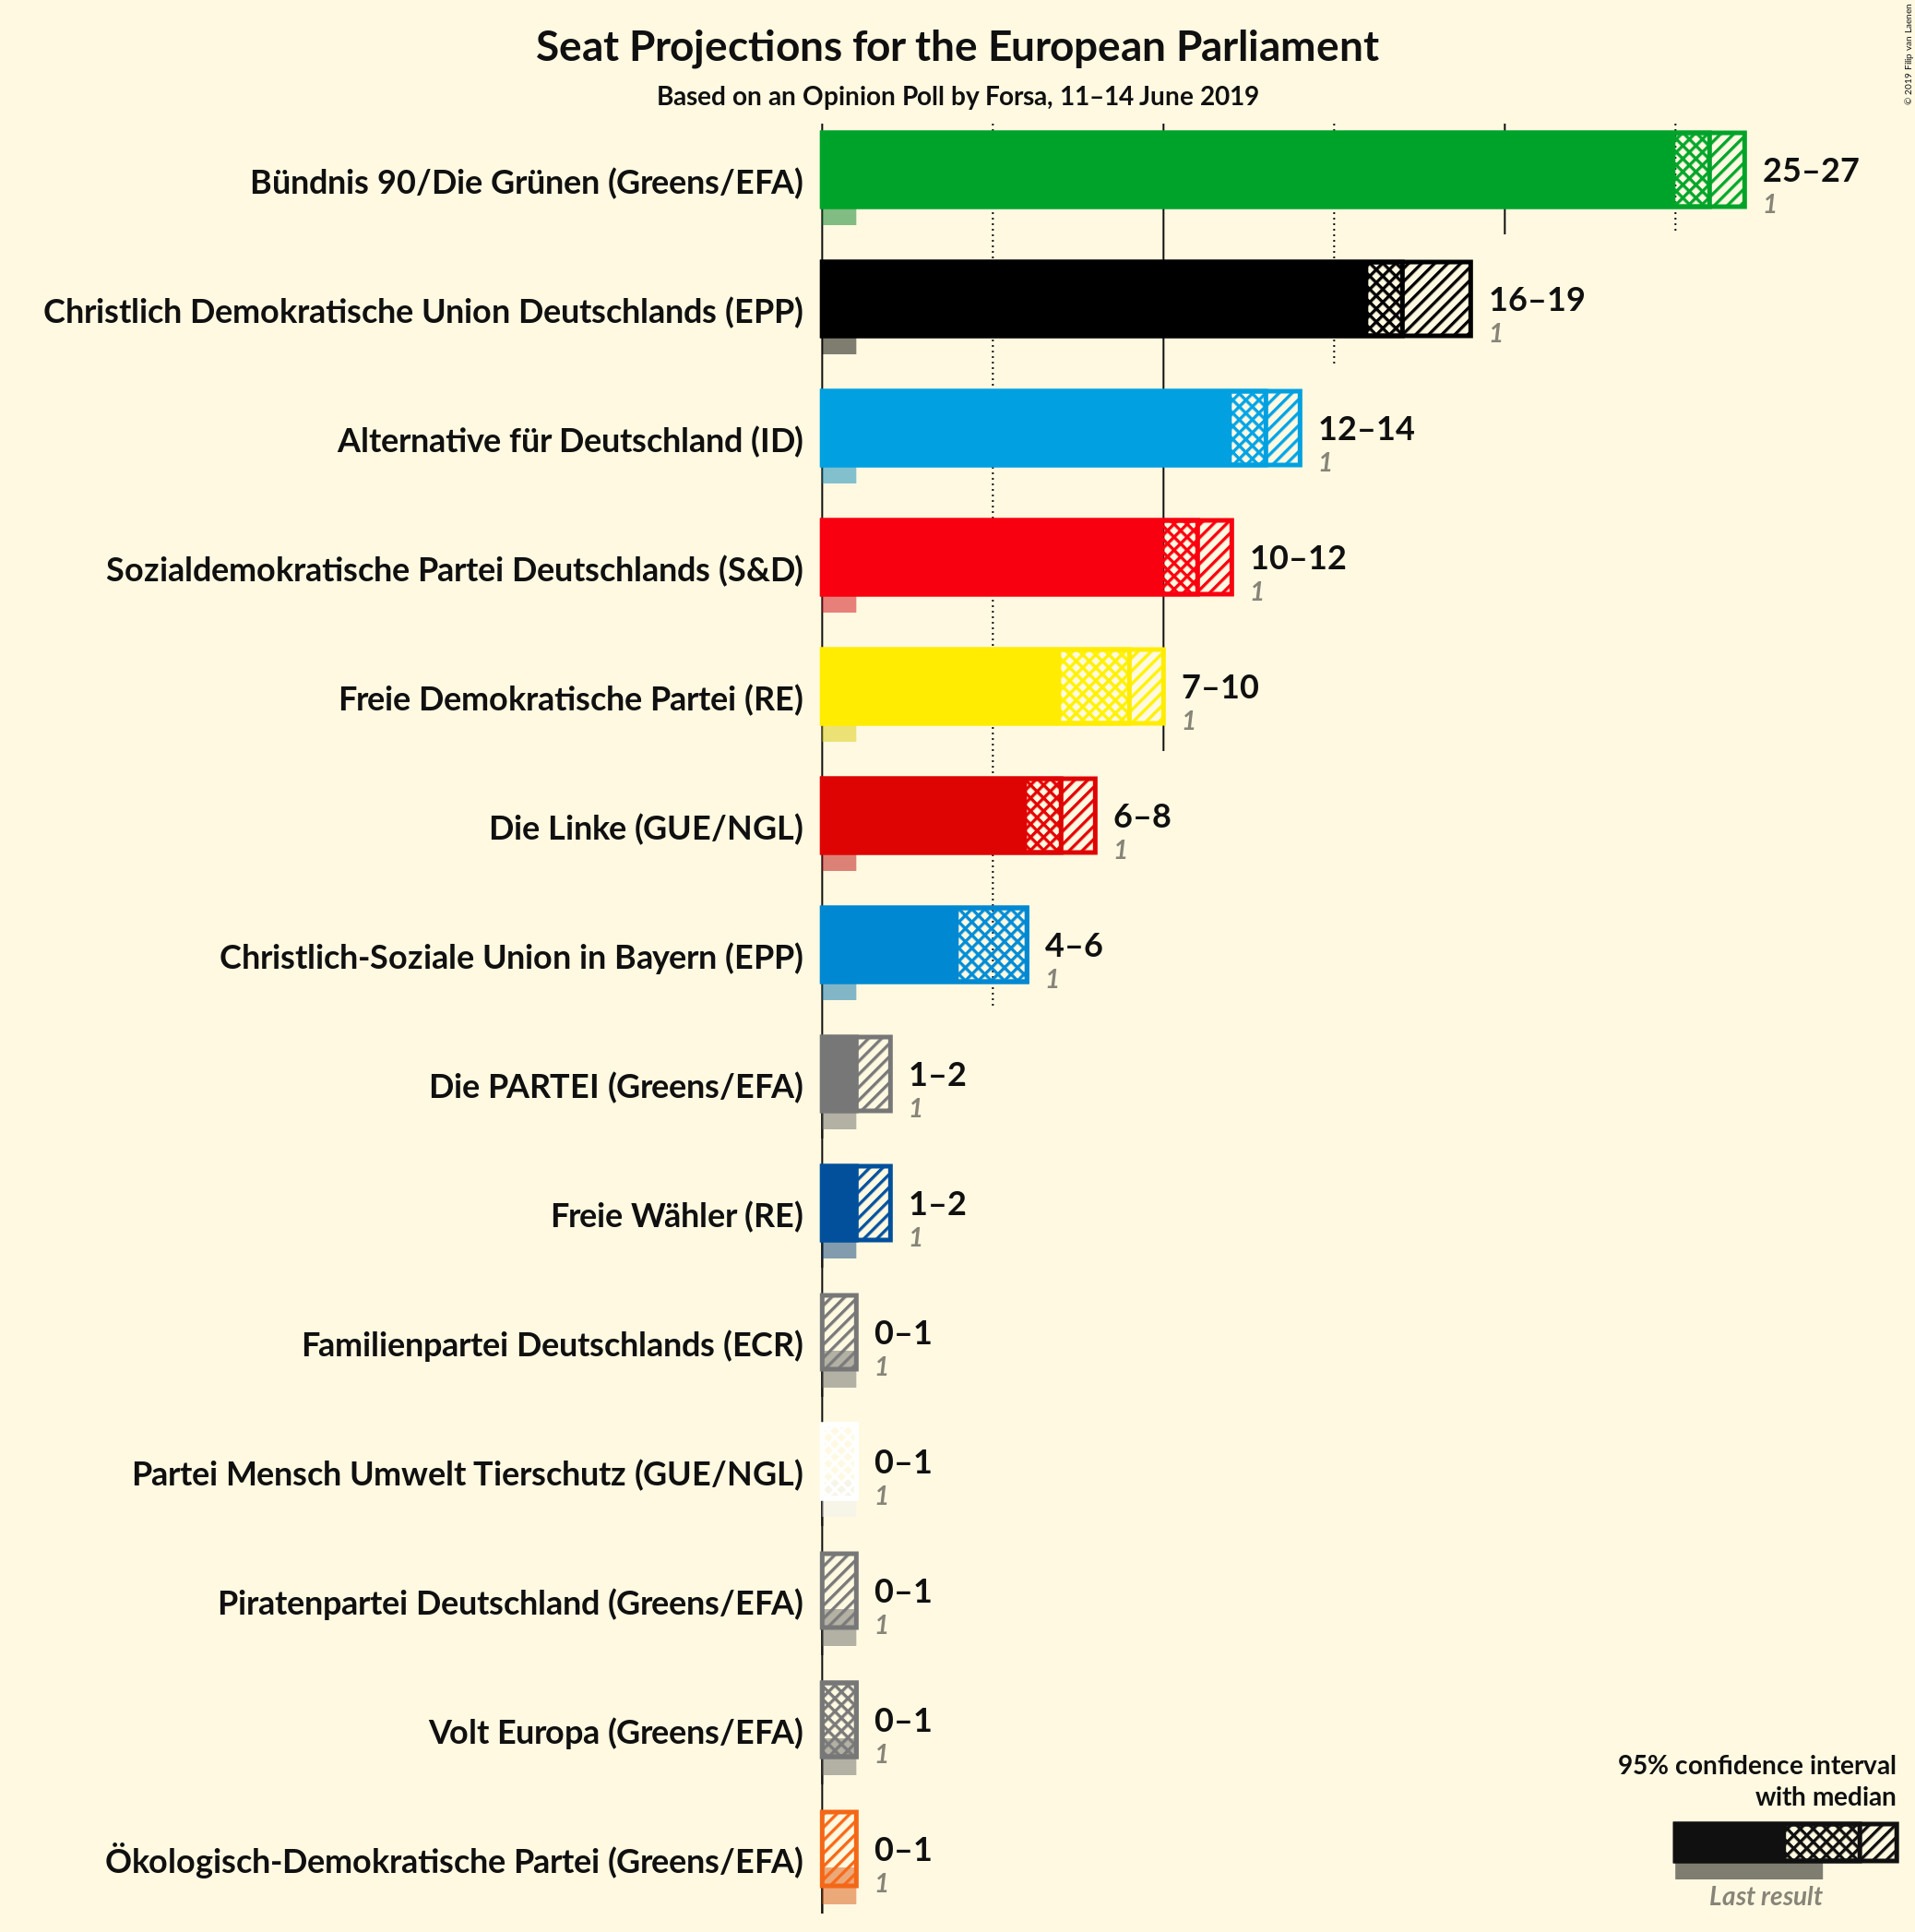 Seat Projections for the European Parliament
Based on an Opinion Poll by Forsa, 11–14 June 2019
© 2019 Filip van Laenen
Bündnis 90/Die Grünen (Greens/EFA)
25–27
1
Christlich Demokratische Union Deutschlands (EPP)
16–19
1
Alternative für Deutschland (ID)
12–14
1
Sozialdemokratische Partei Deutschlands (S&D)
10–12
1
Freie Demokratische Partei (RE)
7–10
1
Die Linke (GUE/NGL)
6–8
1
Christlich-Soziale Union in Bayern (EPP)
4–6
1
Die PARTEI (Greens/EFA)
1–2
1
Freie Wähler (RE)
1–2
1
Familienpartei Deutschlands (ECR)
0–1
1
Partei Mensch Umwelt Tierschutz (GUE/NGL)
0–1
1
Piratenpartei Deutschland (Greens/EFA)
0–1
1
Volt Europa (Greens/EFA)
0–1
1
Ökologisch-Demokratische Partei (Greens/EFA)
0–1
1
95% confidence interval
with median
Last result